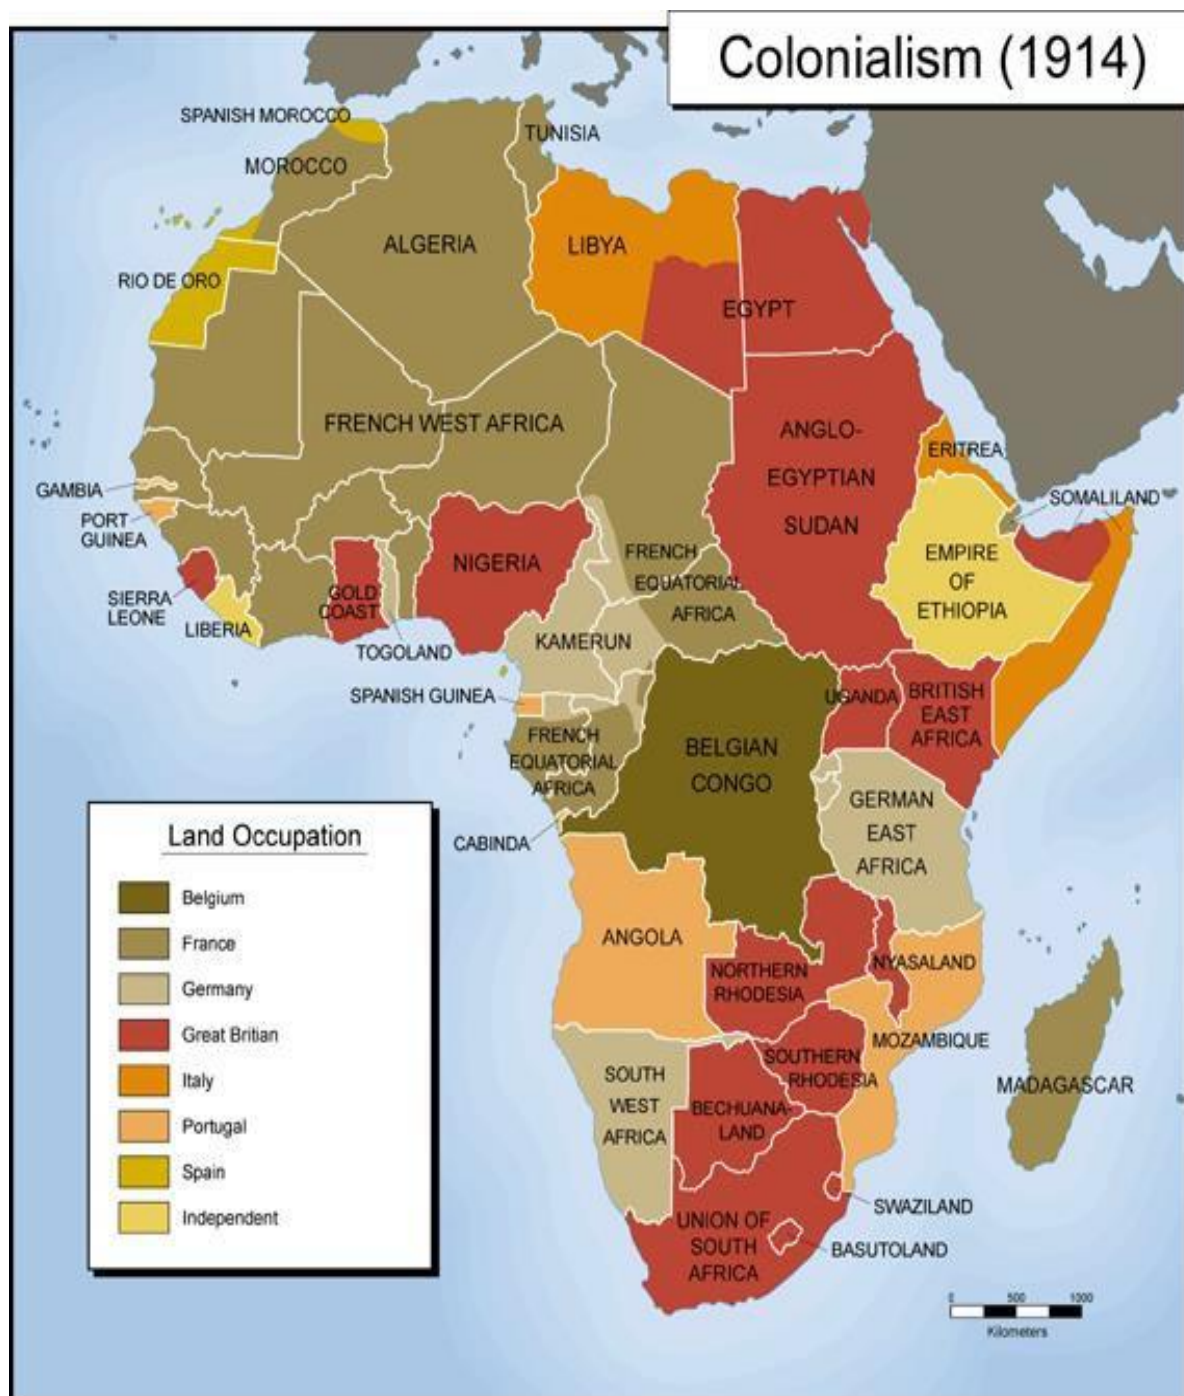 Colonialism (1914)
SPANISH MOROCCO
TUNISIA
MOROCCO
ALGERIA
LIBYA
RIO DE ORO
EGYPT
FRENCH WEST AFRICA
ANGLO-
EGYPTIAN
SUDAN
ERITREA
GAMBIA
SOMALILAND
PORT
GUINEA
NIGERIA
FRENCH
EQUATORIAL
AFRICA
EMPIRE
OF
ETHIOPIA
SIERRA
LEONE
GOLD
COAST
LIBERIA
KAMERUN
TOGOLAND
SPANISH GUINEA
UGANDA
BRITISH
EAST
AFRICA
FRENCH
EQUATORIAL
AFRICA
BELGIAN
CONGO
GERMAN
EAST
AFRICA
CABINDA
Land Occupation
Belgium
France
Germany
Great Britian
Italy
Portugal
Spain
Independent
ANGOLA
NORTHERN
RHODESIA
NYASALAND
MOZAMBIQUE
SOUTHERN
RHODESIA
MADAGASCAR
SOUTH
WEST
AFRICA
BECHUANA-
LAND
SWAZILAND
UNION OF
SOUTH
AFRICA
BASUTOLAND
0 500 1000
Kilometers